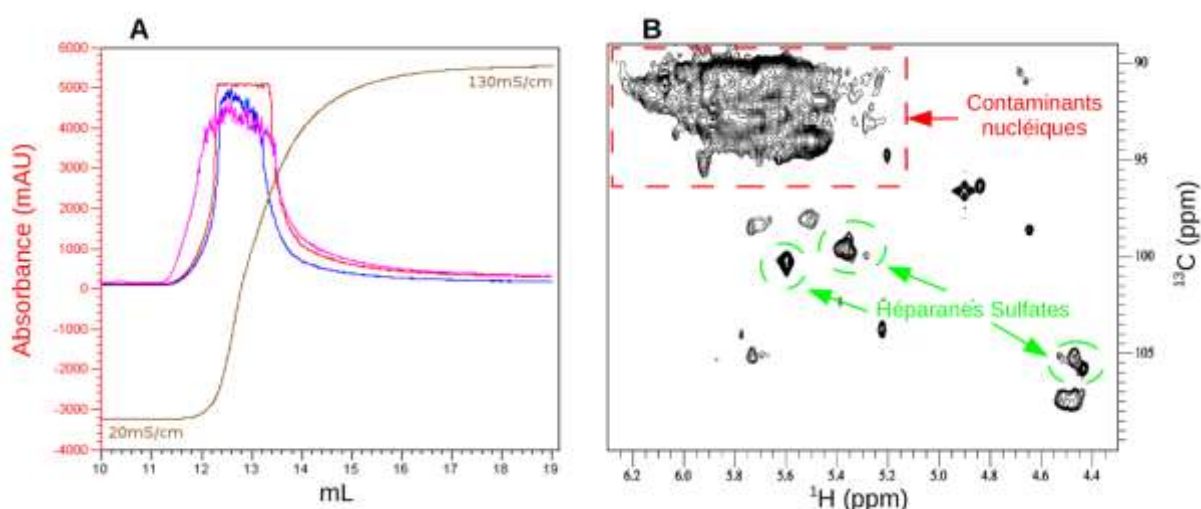 A
B
6000
5000
4000
3000
2000
1000
0
-1000
-2000
-3000
-4000
Absorbance (mAU)
130mS/cm
20mS/cm
10 11 12 13 14 15 16 17 18 19
mL
Contaminants
nucléiques
Héparanes Sulfates
90
95
100
105
13C (ppm)
6.2 6.0 5.8 5.6 5.4 5.2 5.0 4.8 4.6 4.4
1H (ppm)